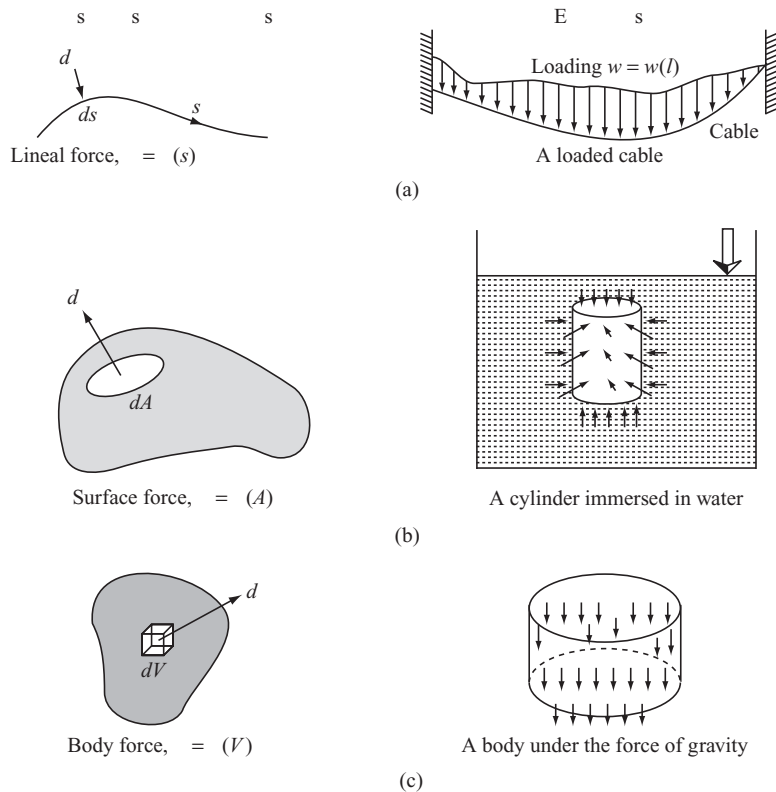 s s s E s
d
ds
s
Lineal force, = (s)
Loading w = w(l)
Cable
A loaded cable
(a)
d
dA
Surface force, = (A)
A cylinder immersed in water
(b)
d
dV
Body force, = (V)
A body under the force of gravity
(c)